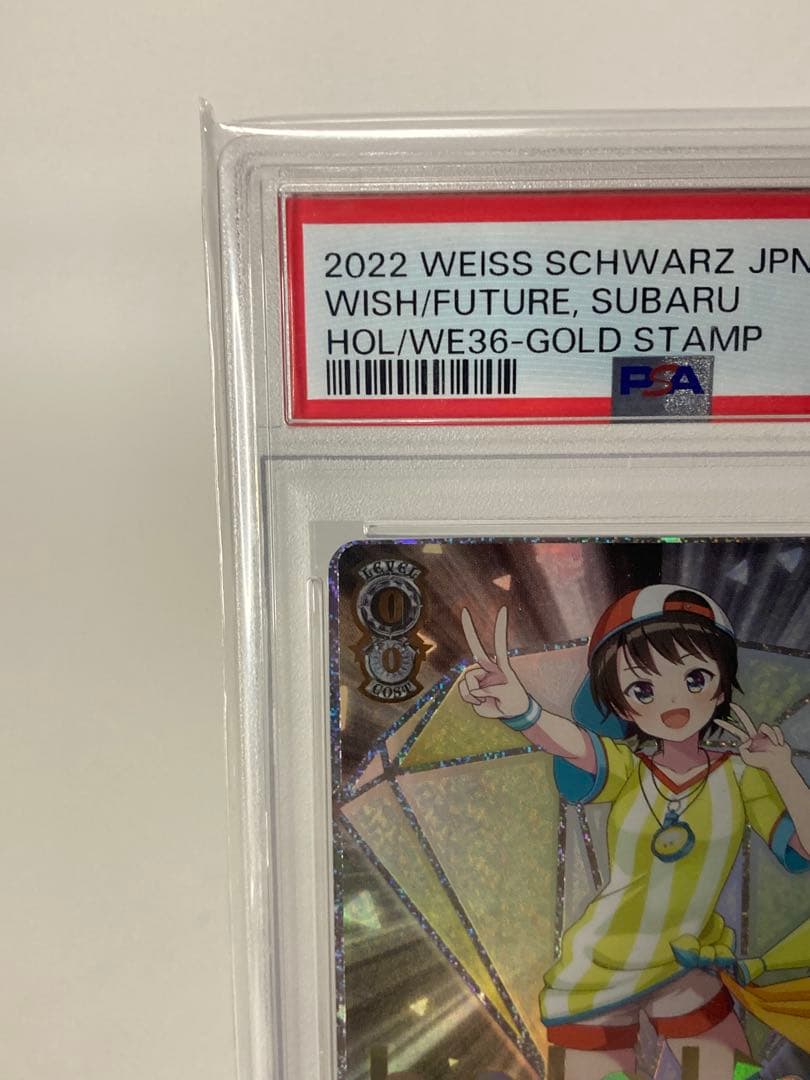 2022 WEISS SCHWARZ JPN
WISH/FUTURE, SUBARU
HOL/WE36-GOLD STAMP
PSA
LEVEL
0
0
COST